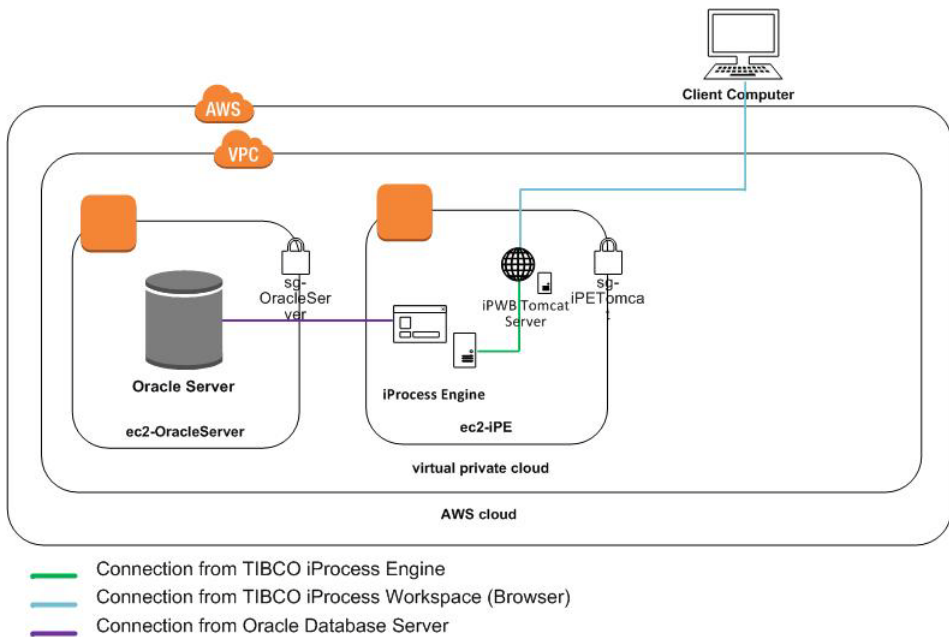 Client Computer
AWS
VPC
sg-
OracleSer
ver
sg-
iPETomca
t
iPWB Tomcat
Server
Oracle Server
iProcess Engine
ec2-OracleServer
ec2-iPE
virtual private cloud
AWS cloud
Connection from TIBCO iProcess Engine
Connection from TIBCO iProcess Workspace (Browser)
Connection from Oracle Database Server